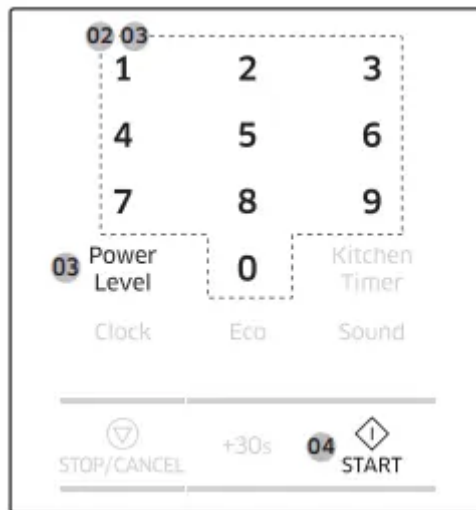 02 03
1 2 3
4 5 6
7 8 9
03 Power Level 0 Kitchen Timer
Clock Eco Sound
STOP/CANCEL +30s 04 START